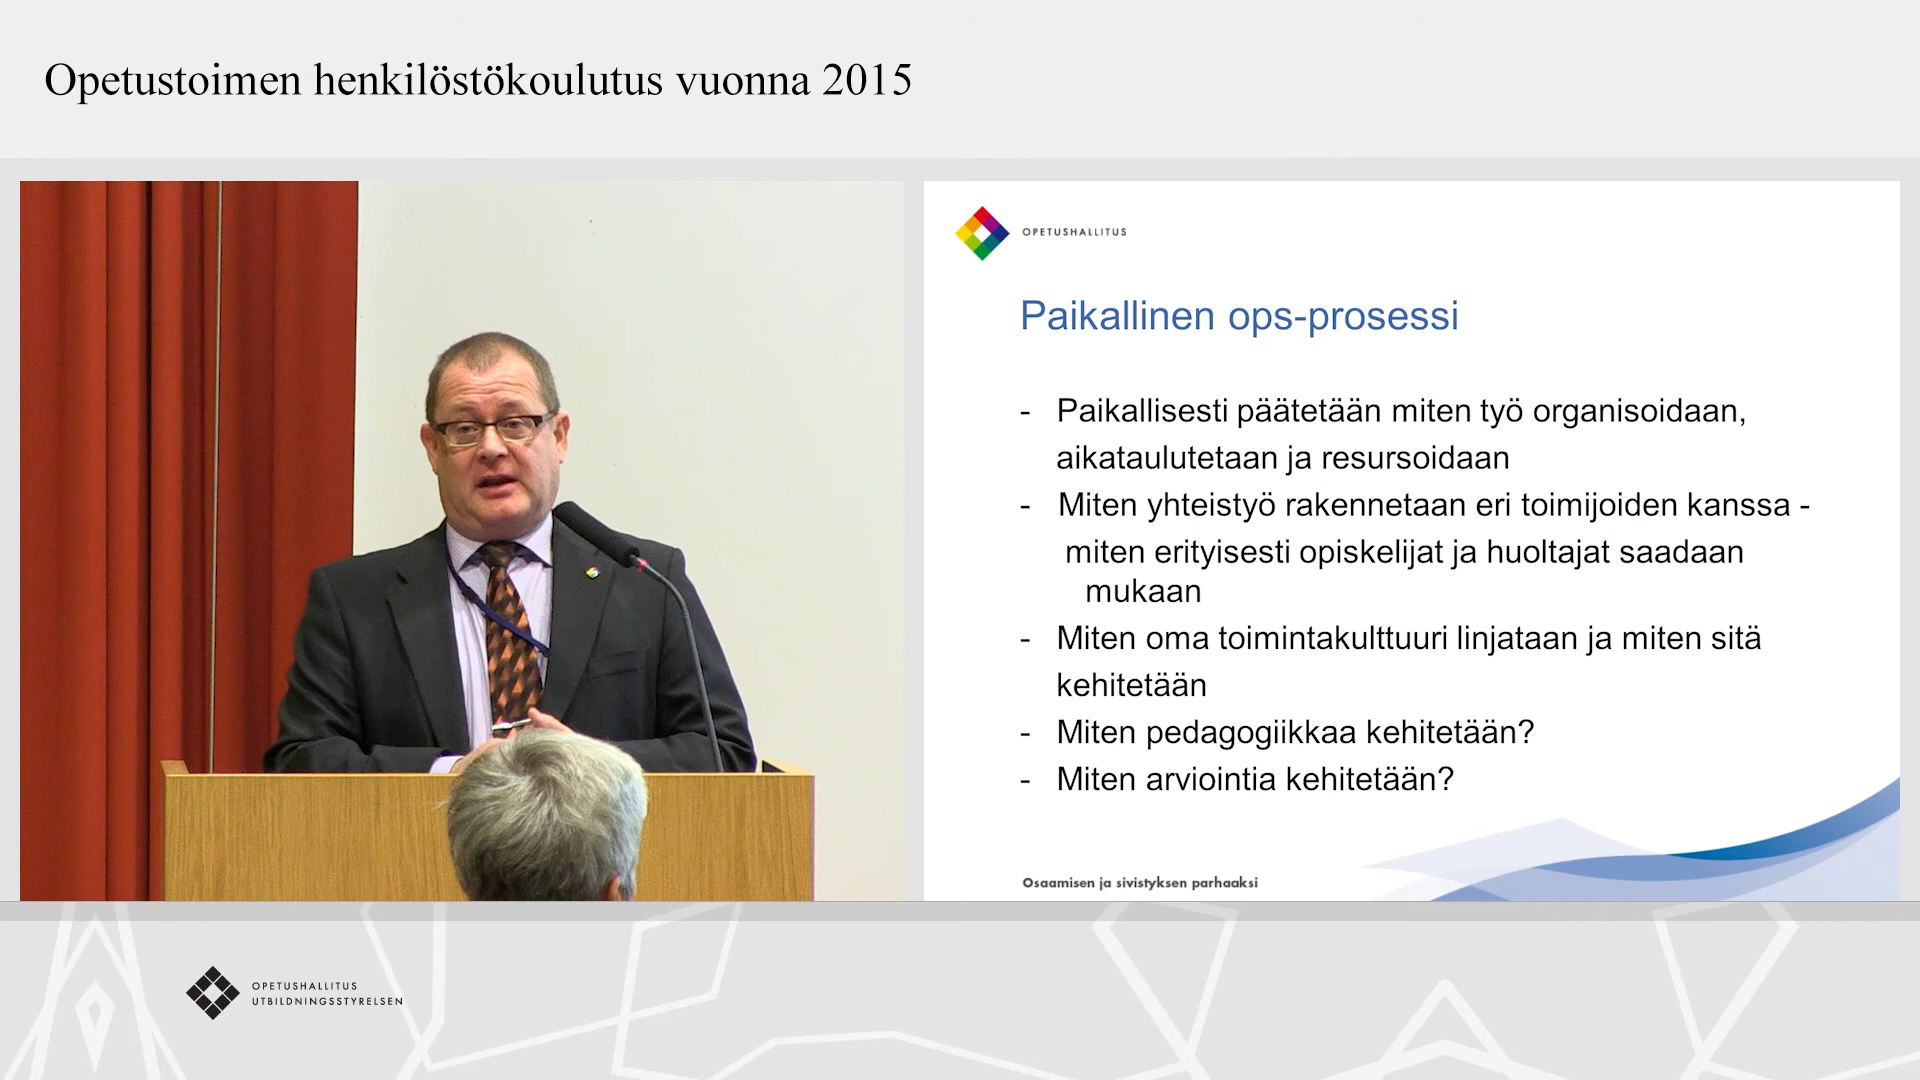 Opetustoimen henkilöstökoulutus vuonna 2015
OPETUSHALLITUS
Paikallinen ops-prosessi
- Paikallisesti päätetään miten työ organisoidaan,
aikataulutetaan ja resursoidaan
- Miten yhteistyö rakennetaan eri toimijoiden kanssa -
miten erityisesti opiskelijat ja huoltajat saadaan
mukaan
- Miten oma toimintakulttuuri linjataan ja miten sitä
kehitetään
- Miten pedagogiikkaa kehitetään?
- Miten arviointia kehitetään?
Osaamisen ja sivistyksen parhaaksi
OPETUSHALLITUS
UTBILDNINGSSTYRELSEN